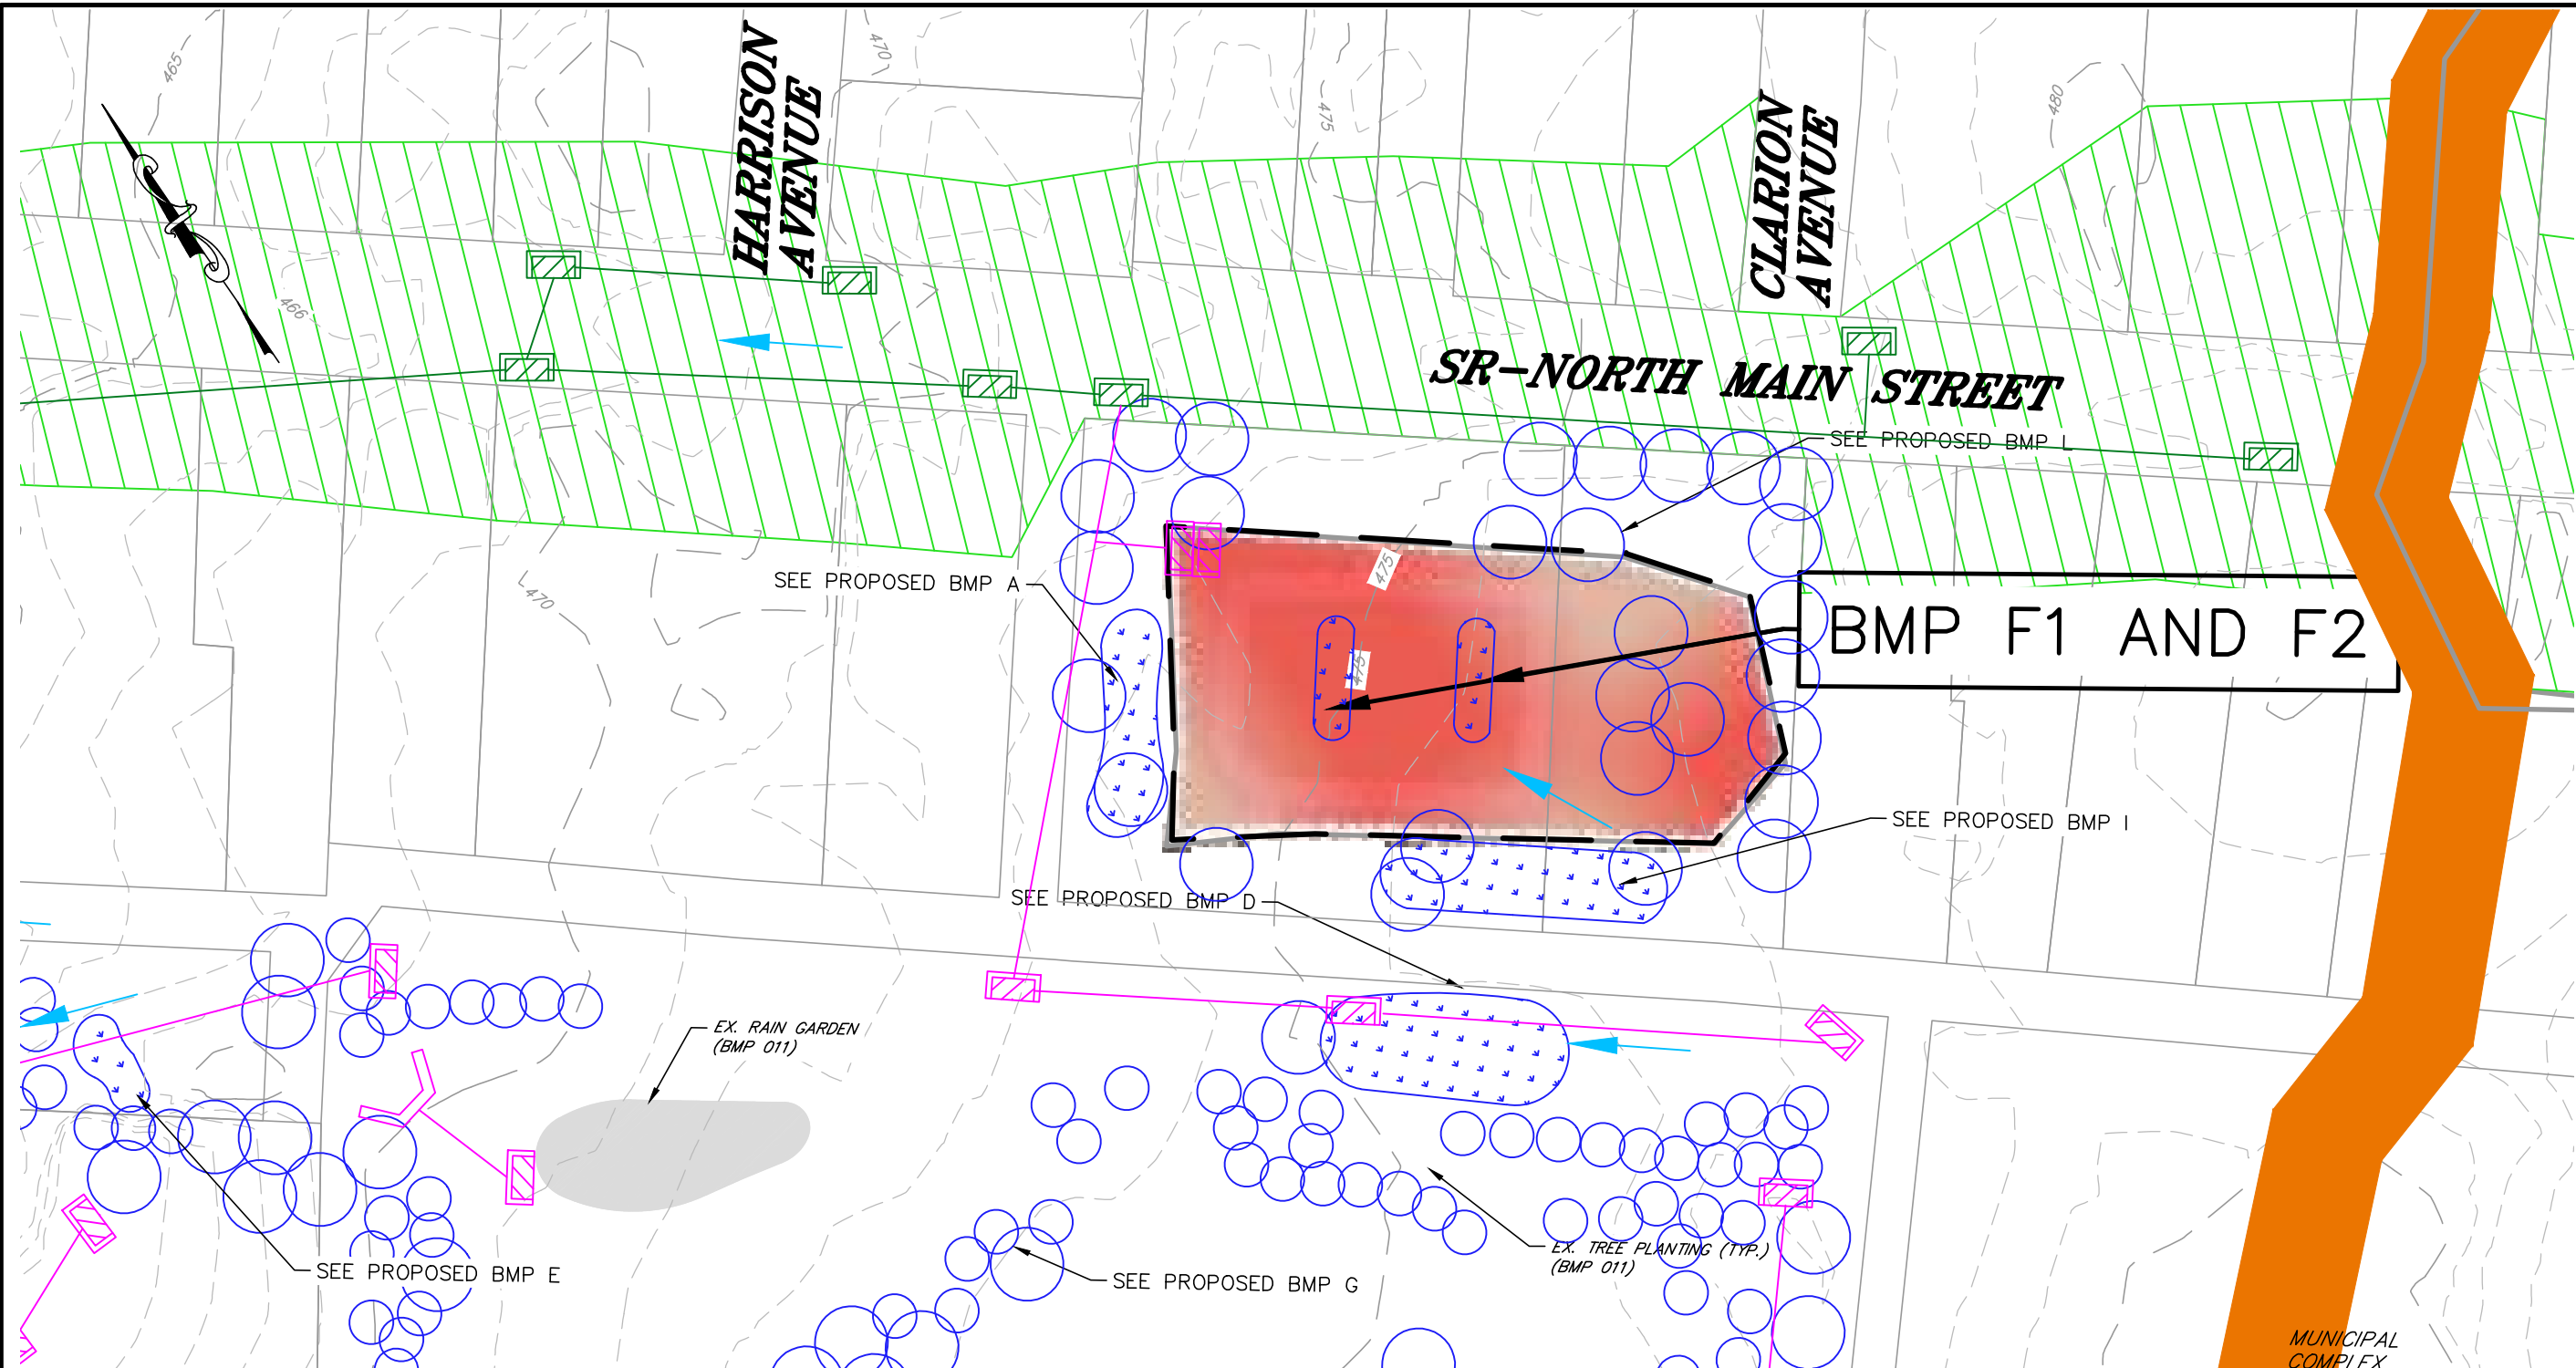 465
470
475
480
HARRISON
AVENUE
CLARION
AVENUE
466
SR-NORTH MAIN STREET
SEE PROPOSED BMP L
475
SEE PROPOSED BMP A
470
BMP F1 AND F2
475
SEE PROPOSED BMP I
SEE PROPOSED BMP D
EX. RAIN GARDEN
(BMP 011)
EX. TREE PLANTING (TYP.)
(BMP 011)
SEE PROPOSED BMP E
SEE PROPOSED BMP G
MUNICIPAL
COMPLEX